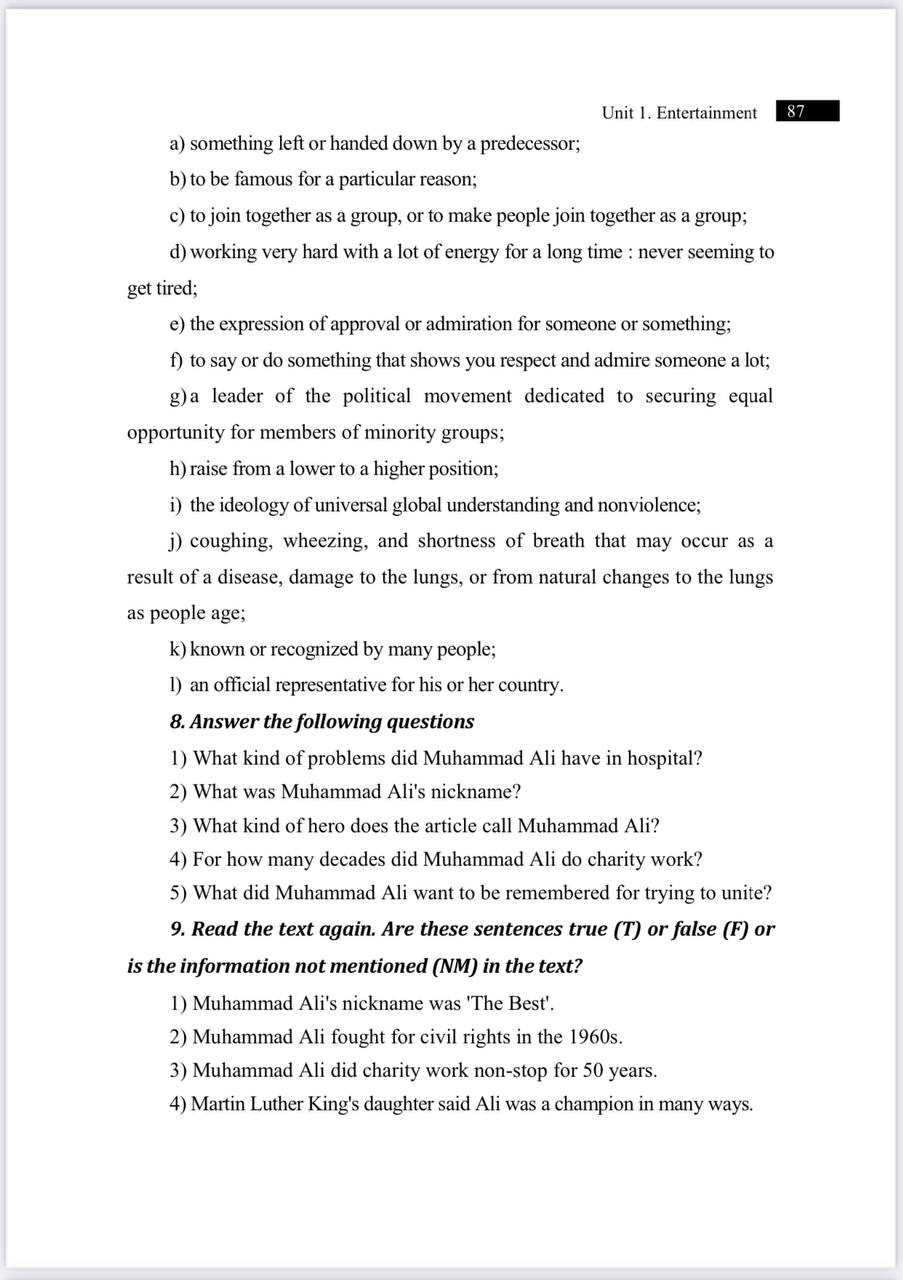 Unit 1. Entertainment 87
a) something left or handed down by a predecessor;
b) to be famous for a particular reason;
c) to join together as a group, or to make people join together as a group;
d) working very hard with a lot of energy for a long time : never seeming to
get tired;
e) the expression of approval or admiration for someone or something;
f) to say or do something that shows you respect and admire someone a lot;
g) a leader of the political movement dedicated to securing equal
opportunity for members of minority groups;
h) raise from a lower to a higher position;
i) the ideology of universal global understanding and nonviolence;
j) coughing, wheezing, and shortness of breath that may occur as a
result of a disease, damage to the lungs, or from natural changes to the lungs
as people age;
k) known or recognized by many people;
l) an official representative for his or her country.
8. Answer the following questions
1) What kind of problems did Muhammad Ali have in hospital?
2) What was Muhammad Ali's nickname?
3) What kind of hero does the article call Muhammad Ali?
4) For how many decades did Muhammad Ali do charity work?
5) What did Muhammad Ali want to be remembered for trying to unite?
9. Read the text again. Are these sentences true (T) or false (F) or
is the information not mentioned (NM) in the text?
1) Muhammad Ali's nickname was 'The Best'.
2) Muhammad Ali fought for civil rights in the 1960s.
3) Muhammad Ali did charity work non-stop for 50 years.
4) Martin Luther King's daughter said Ali was a champion in many ways.